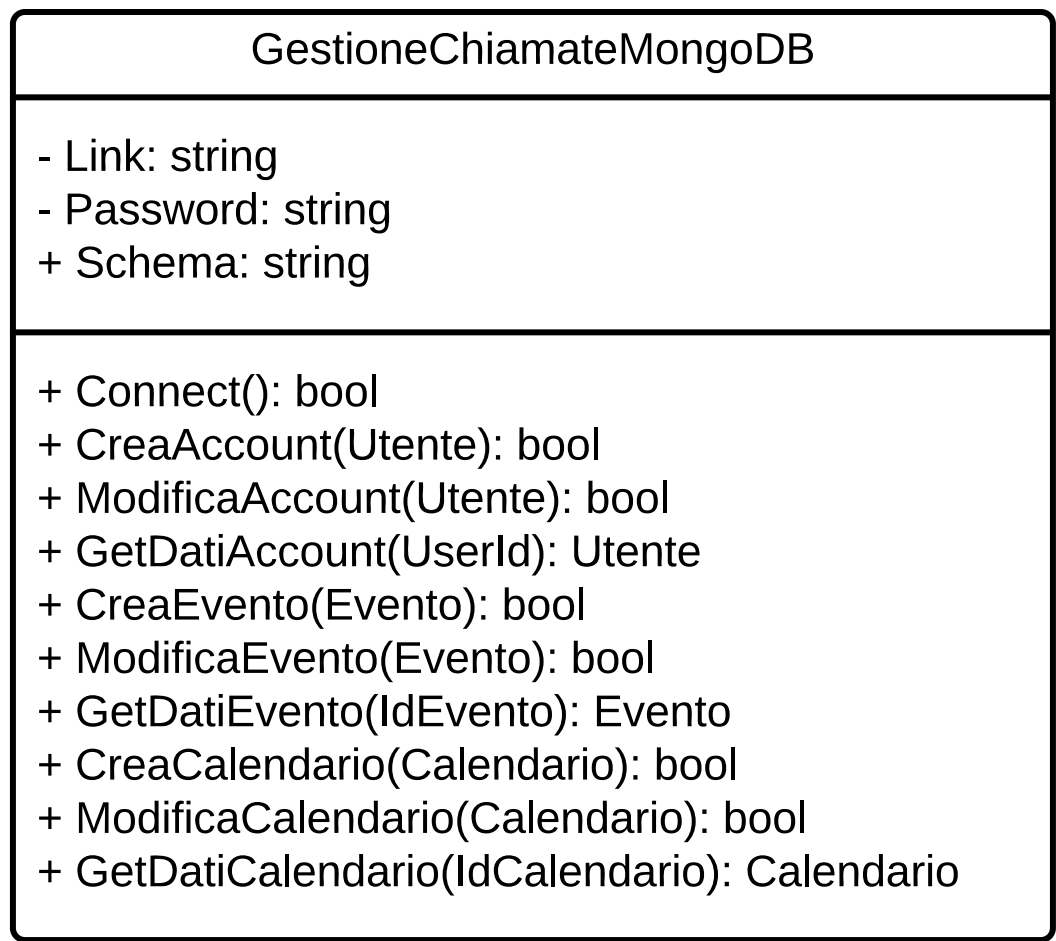 GestioneChiamateMongoDB
- Link: string
- Password: string
+ Schema: string
+ Connect(): bool
+ CreaAccount(Utente): bool
+ ModificaAccount(Utente): bool
+ GetDatiAccount(UserId): Utente
+ CreaEvento(Evento): bool
+ ModificaEvento(Evento): bool
+ GetDatiEvento(IdEvento): Evento
+ CreaCalendario(Calendario): bool
+ ModificaCalendario(Calendario): bool
+ GetDatiCalendario(IdCalendario): Calendario